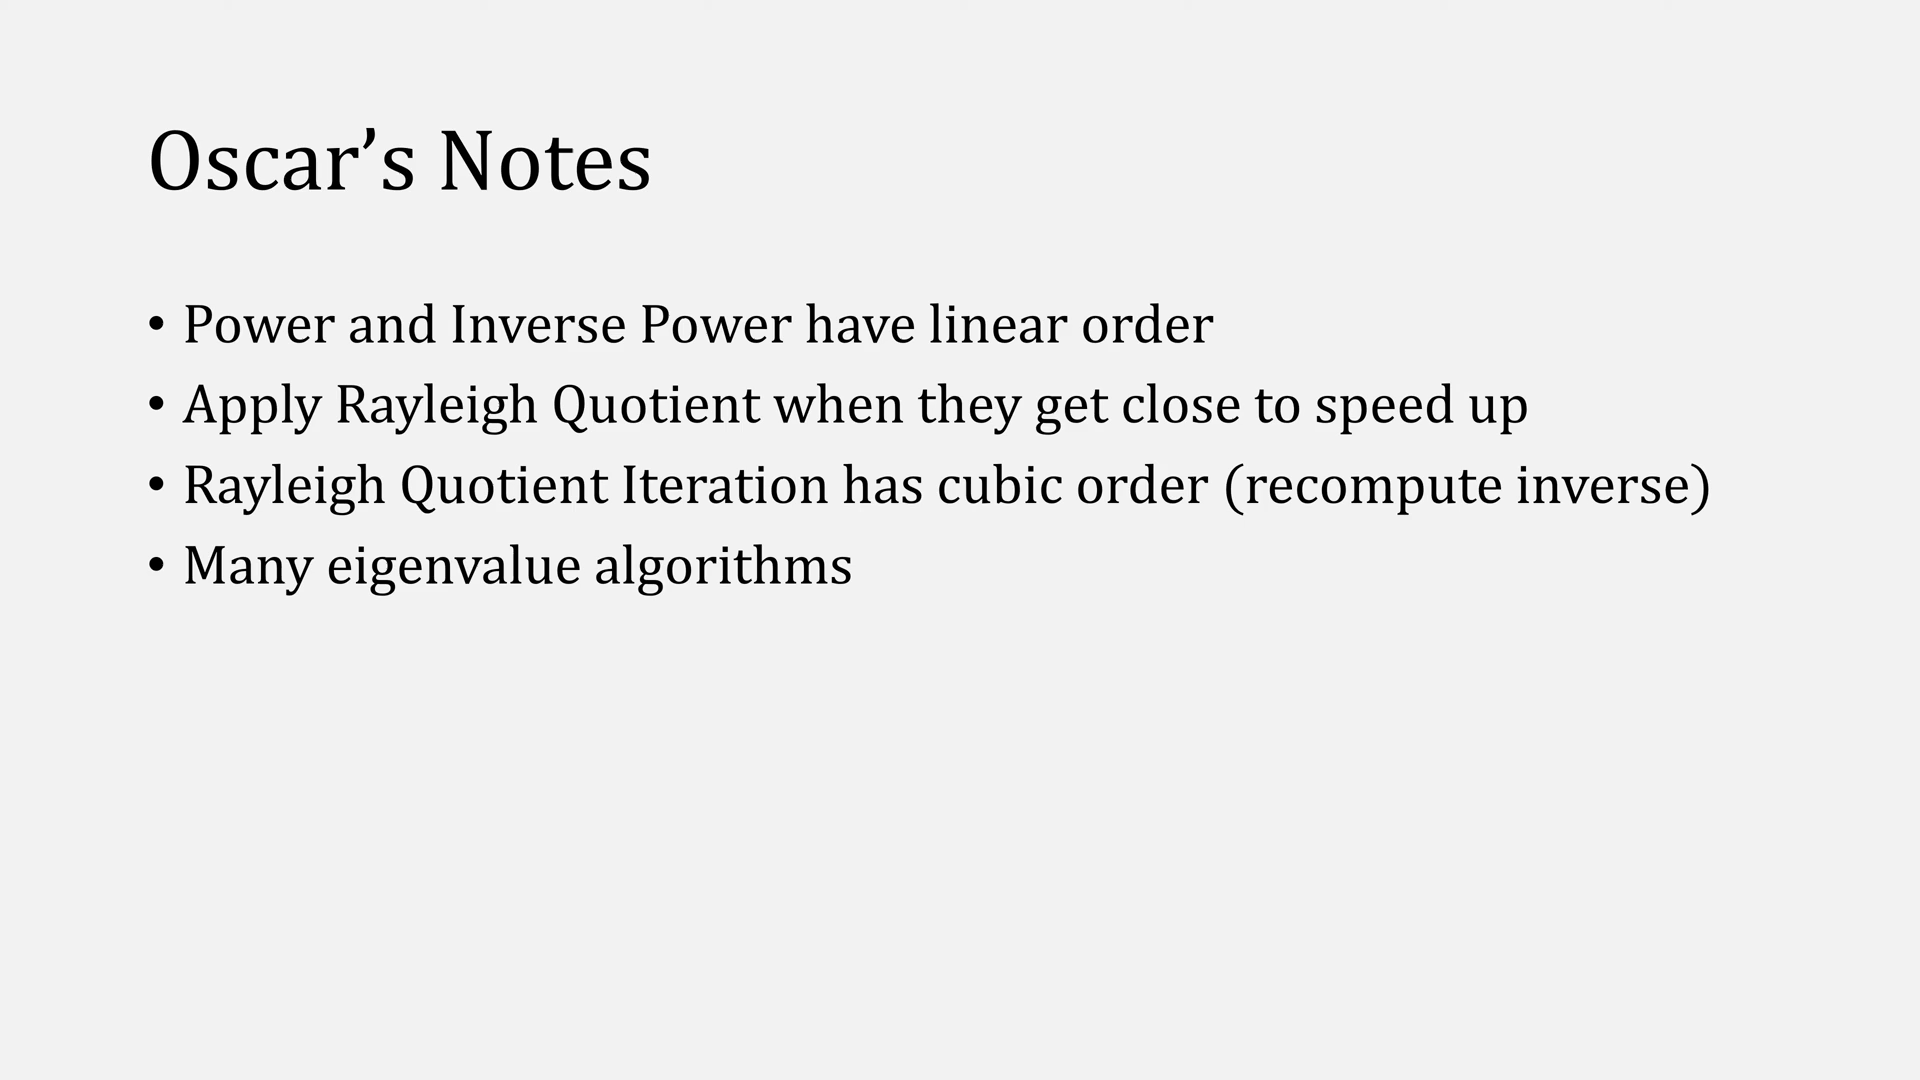 Oscar’s Notes
• Power and Inverse Power have linear order
• Apply Rayleigh Quotient when they get close to speed up
• Rayleigh Quotient Iteration has cubic order (recompute inverse)
• Many eigenvalue algorithms